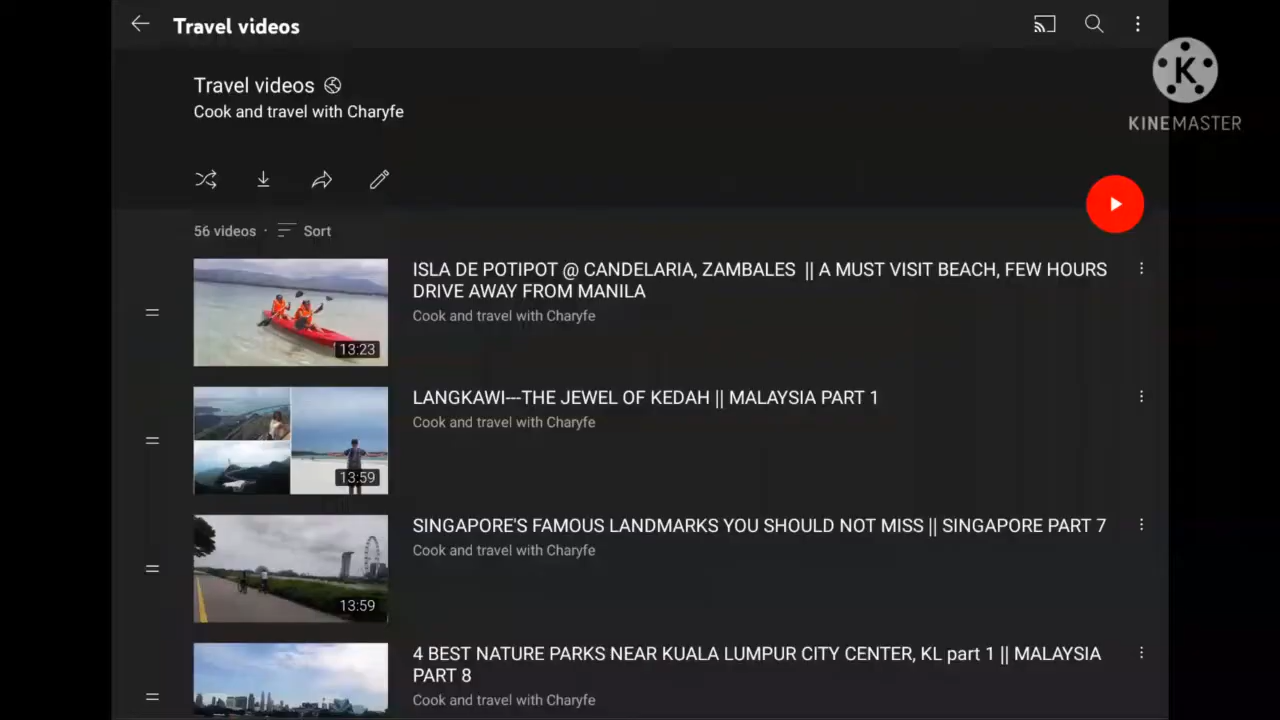 Travel videos
KINEMASTER
Travel videos
Cook and travel with Charyfe
56 videos · Sort
ISLA DE POTIPOT @ CANDELARIA, ZAMBALES || A MUST VISIT BEACH, FEW HOURS
DRIVE AWAY FROM MANILA
Cook and travel with Charyfe
13:23
LANGKAWI---THE JEWEL OF KEDAH || MALAYSIA PART 1
Cook and travel with Charyfe
13:59
SINGAPORE'S FAMOUS LANDMARKS YOU SHOULD NOT MISS || SINGAPORE PART 7
Cook and travel with Charyfe
13:59
4 BEST NATURE PARKS NEAR KUALA LUMPUR CITY CENTER, KL part 1 || MALAYSIA
PART 8
Cook and travel with Charyfe